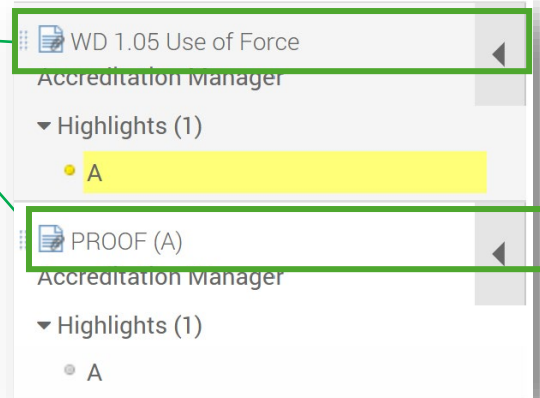 WD 1.05 Use of Force
Accreditation Manager
Highlights (1)
A
PROOF (A)
Accreditation Manager
Highlights (1)
A